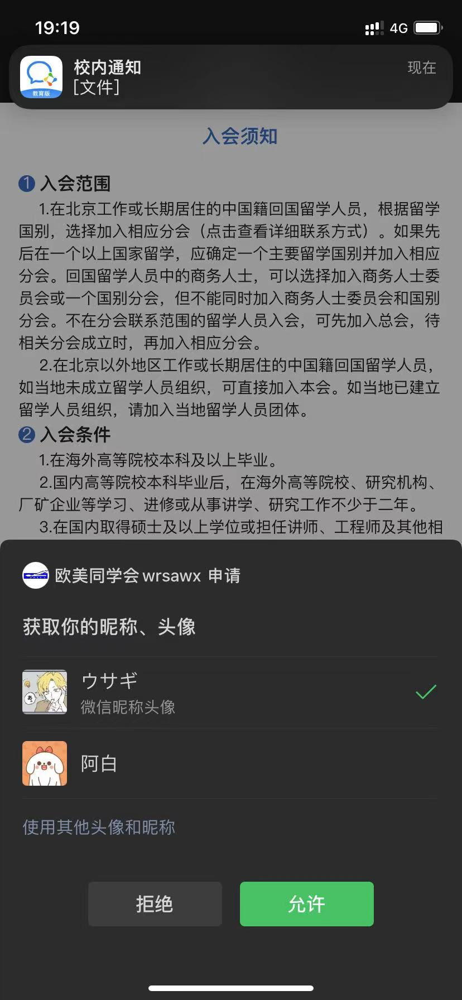 19:19
4G
校内通知
现在
[文件]
教育版
入会须知
1 入会范围
1.在北京工作或长期居住的中国籍回国留学人员，根据留学
国别，选择加入相应分会（点击查看详细联系方式）。如果先
后在一个以上国家留学，应确定一个主要留学国别并加入相应
分会。回国留学人员中的商务人士，可以选择加入商务人士委
员会或一个国别分会，但不能同时加入商务人士委员会和国别
分会。不在分会联系范围的留学人员入会，可先加入总会，待
相关分会成立时，再加入相应分会。
2.在北京以外地区工作或长期居住的中国籍回国留学人员，
如当地未成立留学人员组织，可直接加入本会。如当地已建立
留学人员组织，请加入当地留学人员团体。
2 入会条件
1.在海外高等院校本科及以上毕业。
2.国内高等院校本科毕业后，在海外高等院校、研究机构、
厂矿企业等学习、进修或从事讲学、研究工作不少于二年。
3.在国内取得硕士及以上学位或担任讲师、工程师及其他相
欧美同学会wrsawx 申请
获取你的昵称、头像
ウサギ
微信昵称头像
あ。
阿白
使用其他头像和昵称
拒绝
允许